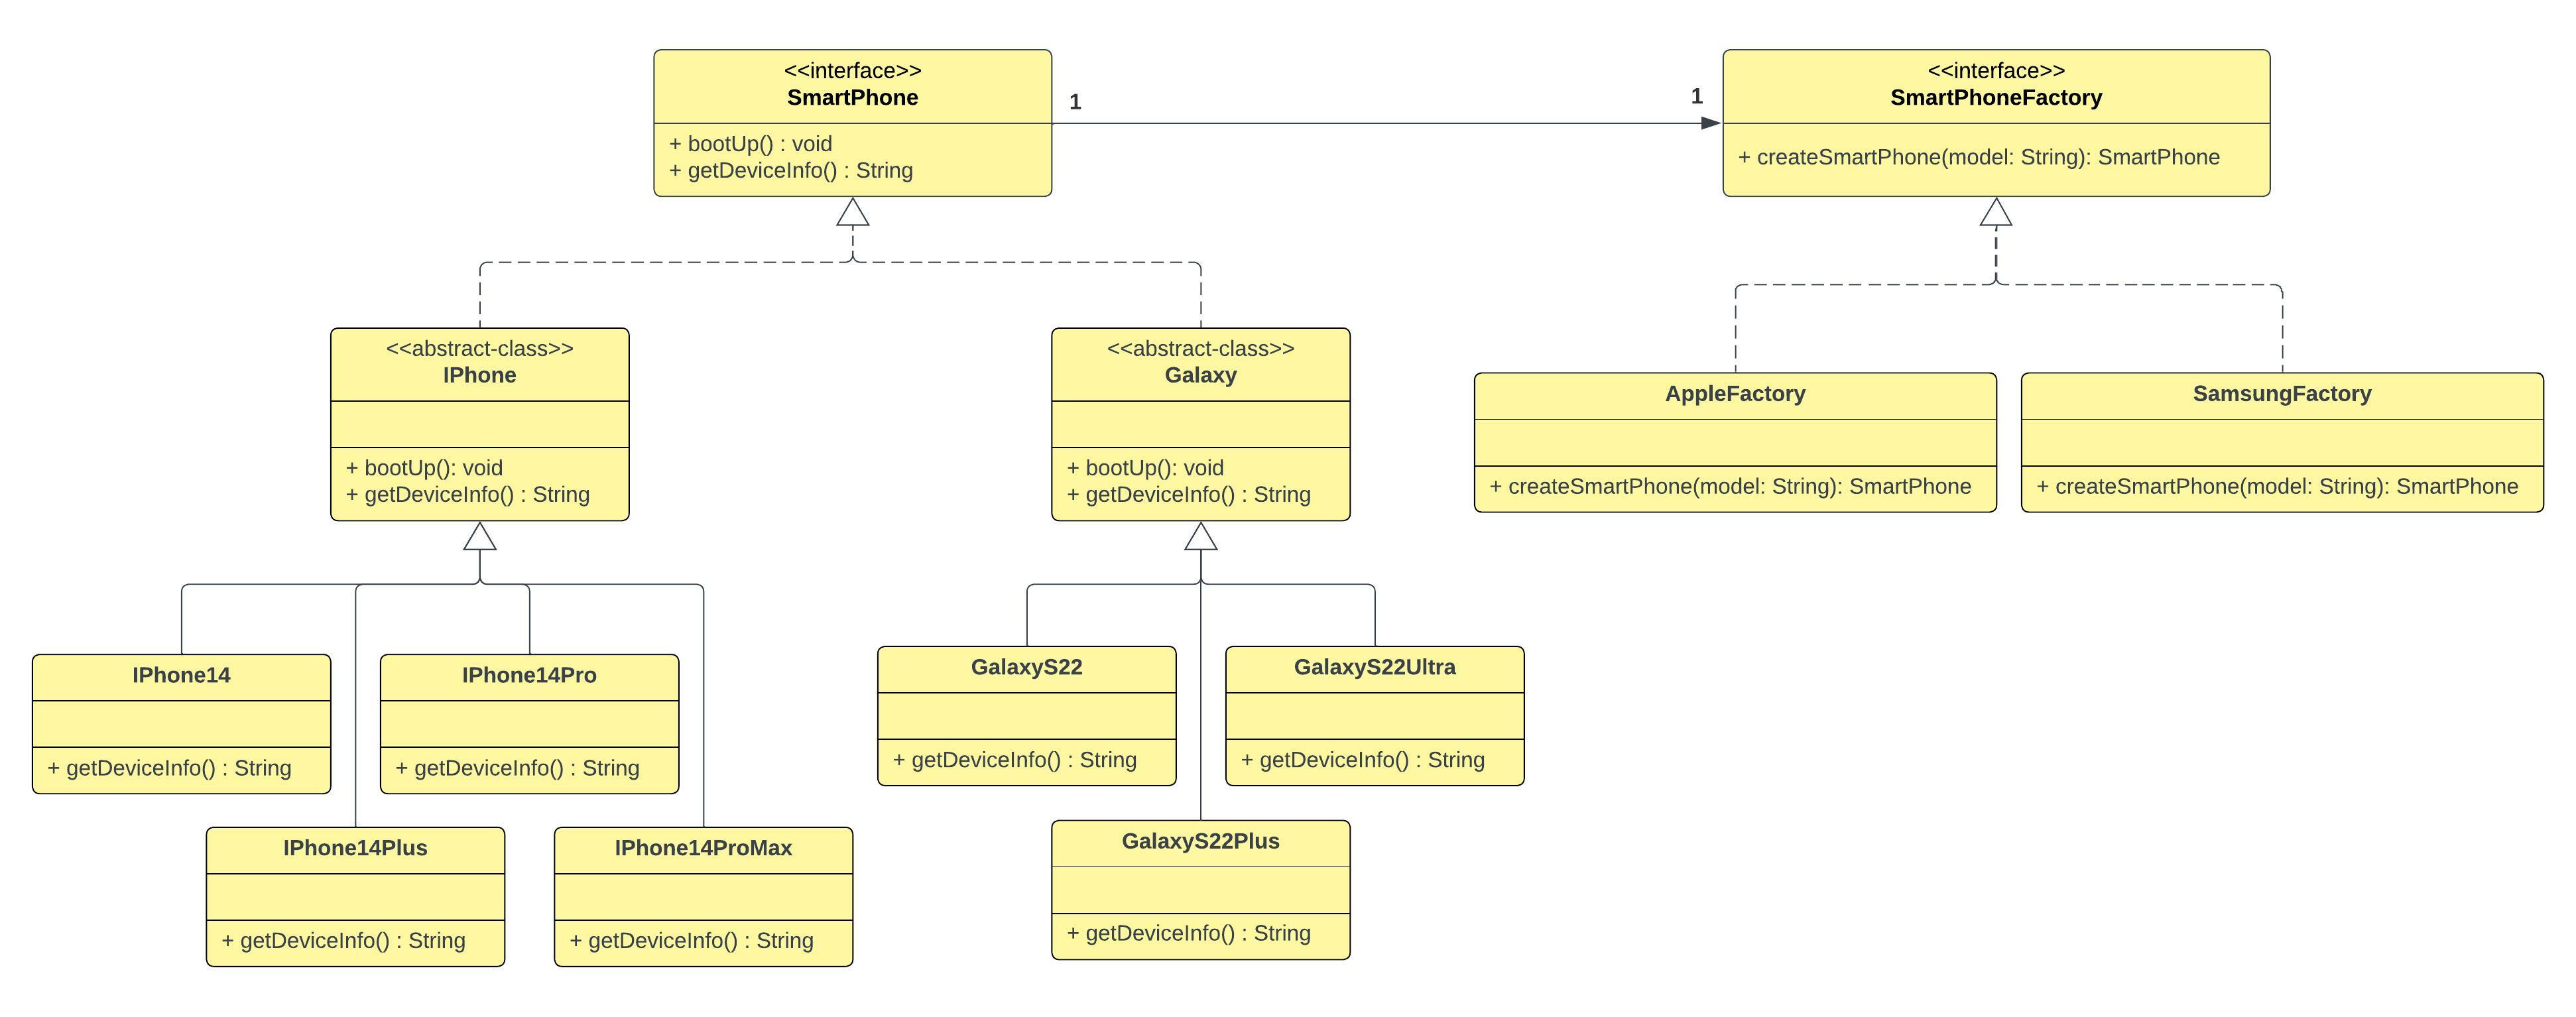 <<interface>>
SmartPhone
+ bootUp() : void
+ getDeviceInfo() : String
1
1
<<interface>>
SmartPhoneFactory
+ createSmartPhone(model: String): SmartPhone
<<abstract-class>>
IPhone
+ bootUp(): void
+ getDeviceInfo() : String
<<abstract-class>>
Galaxy
+ bootUp(): void
+ getDeviceInfo() : String
AppleFactory
+ createSmartPhone(model: String): SmartPhone
SamsungFactory
+ createSmartPhone(model: String): SmartPhone
IPhone14
+ getDeviceInfo() : String
IPhone14Pro
+ getDeviceInfo() : String
GalaxyS22
+ getDeviceInfo() : String
GalaxyS22Ultra
+ getDeviceInfo() : String
IPhone14Plus
+ getDeviceInfo() : String
IPhone14ProMax
+ getDeviceInfo() : String
GalaxyS22Plus
+ getDeviceInfo() : String